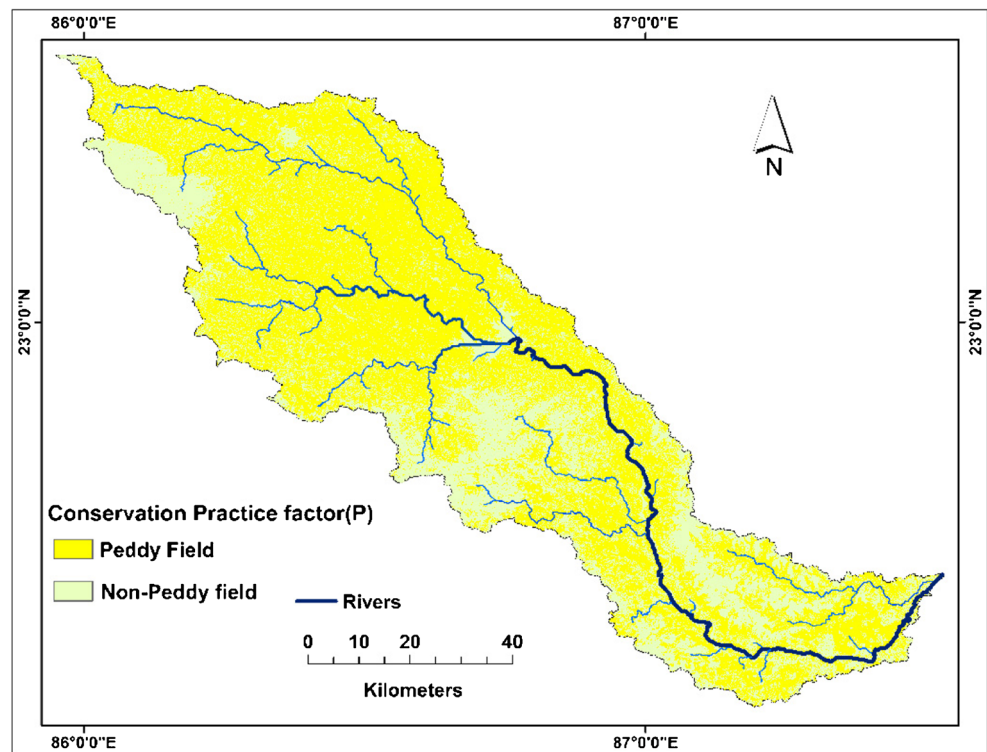 86°0'0"E 87°0'0"E
N
23°0'0"N 23°0'0"N
Conservation Practice factor(P)
Peddy Field
Non-Peddy field
Rivers
0 10 20 40
Kilometers
86°0'0"E 87°0'0"E